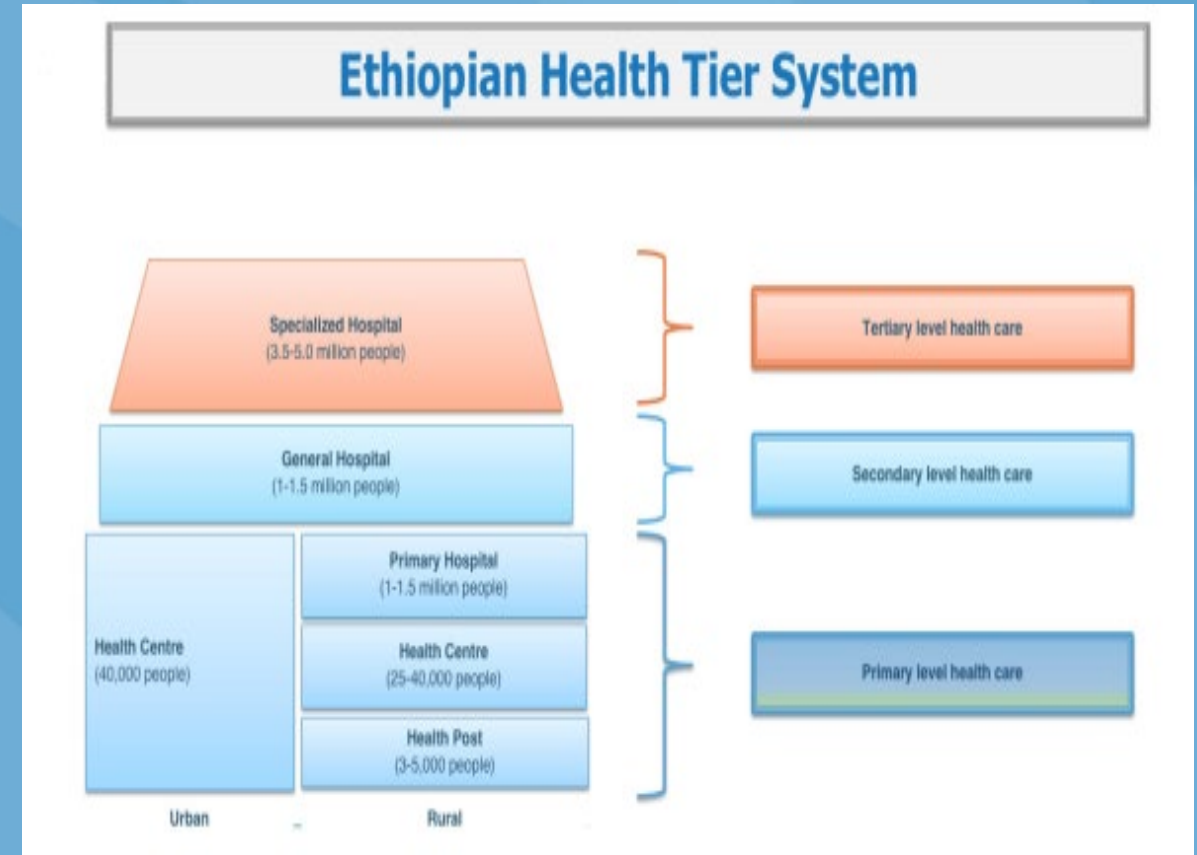 Ethiopian Health Tier System
Specialized Hospital
(3.5-5.0 million people)
Tertiary level health care
General Hospital
(1-1.5 million people)
Secondary level health care
Health Centre
(40,000 people)
Primary Hospital
(1-1.5 million people)
Health Centre
(25-40,000 people)
Health Post
(3-5,000 people)
Primary level health care
Urban
Rural